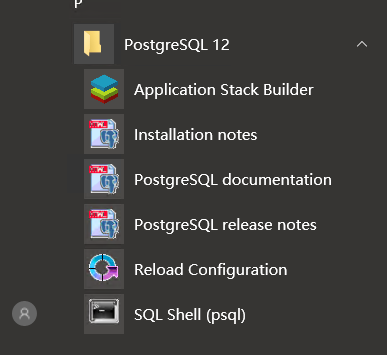 P
PostgreSQL 12
Application Stack Builder
Installation notes
PostgreSQL documentation
PostgreSQL release notes
Reload Configuration
SQL Shell (psql)